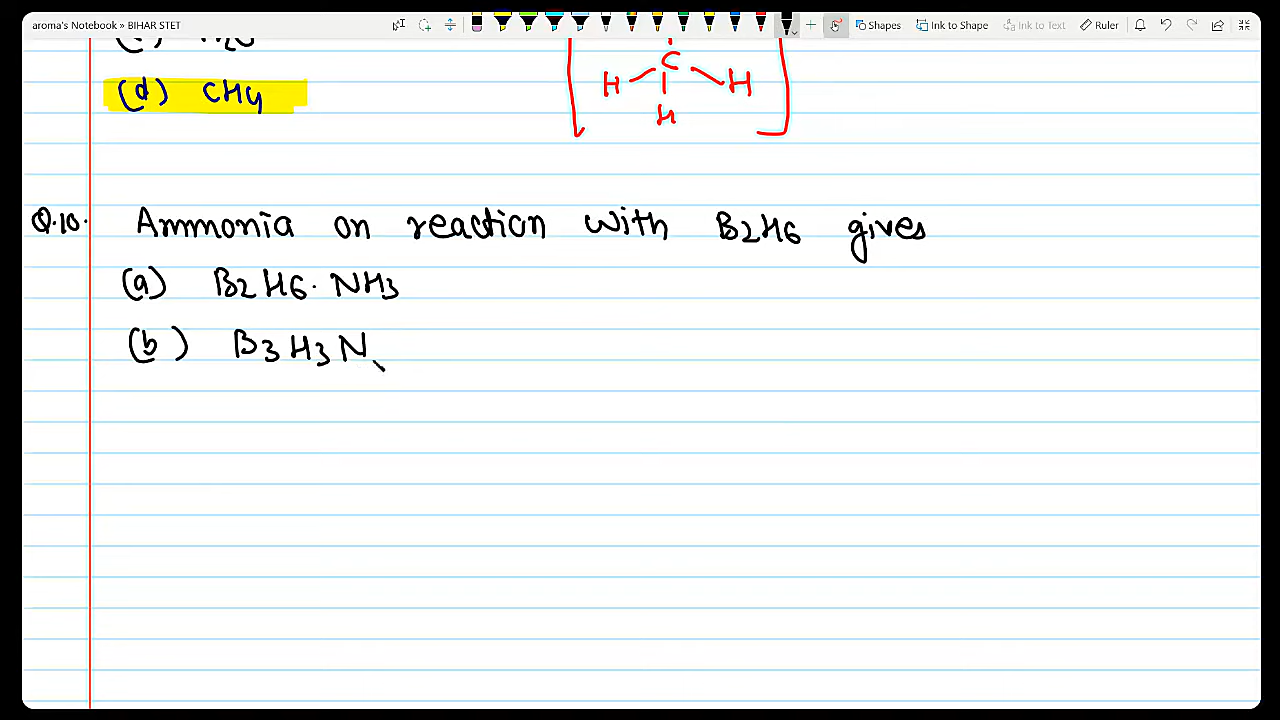 aroma's Notebook » BIHAR STET
Shapes
Ink to Shape
Ink to Text
Ruler
(d) CH4
C
H H
H
Q.10. Ammonia on reaction with B2H6 gives
(a) B2H6·NH3
(b) B3H3N